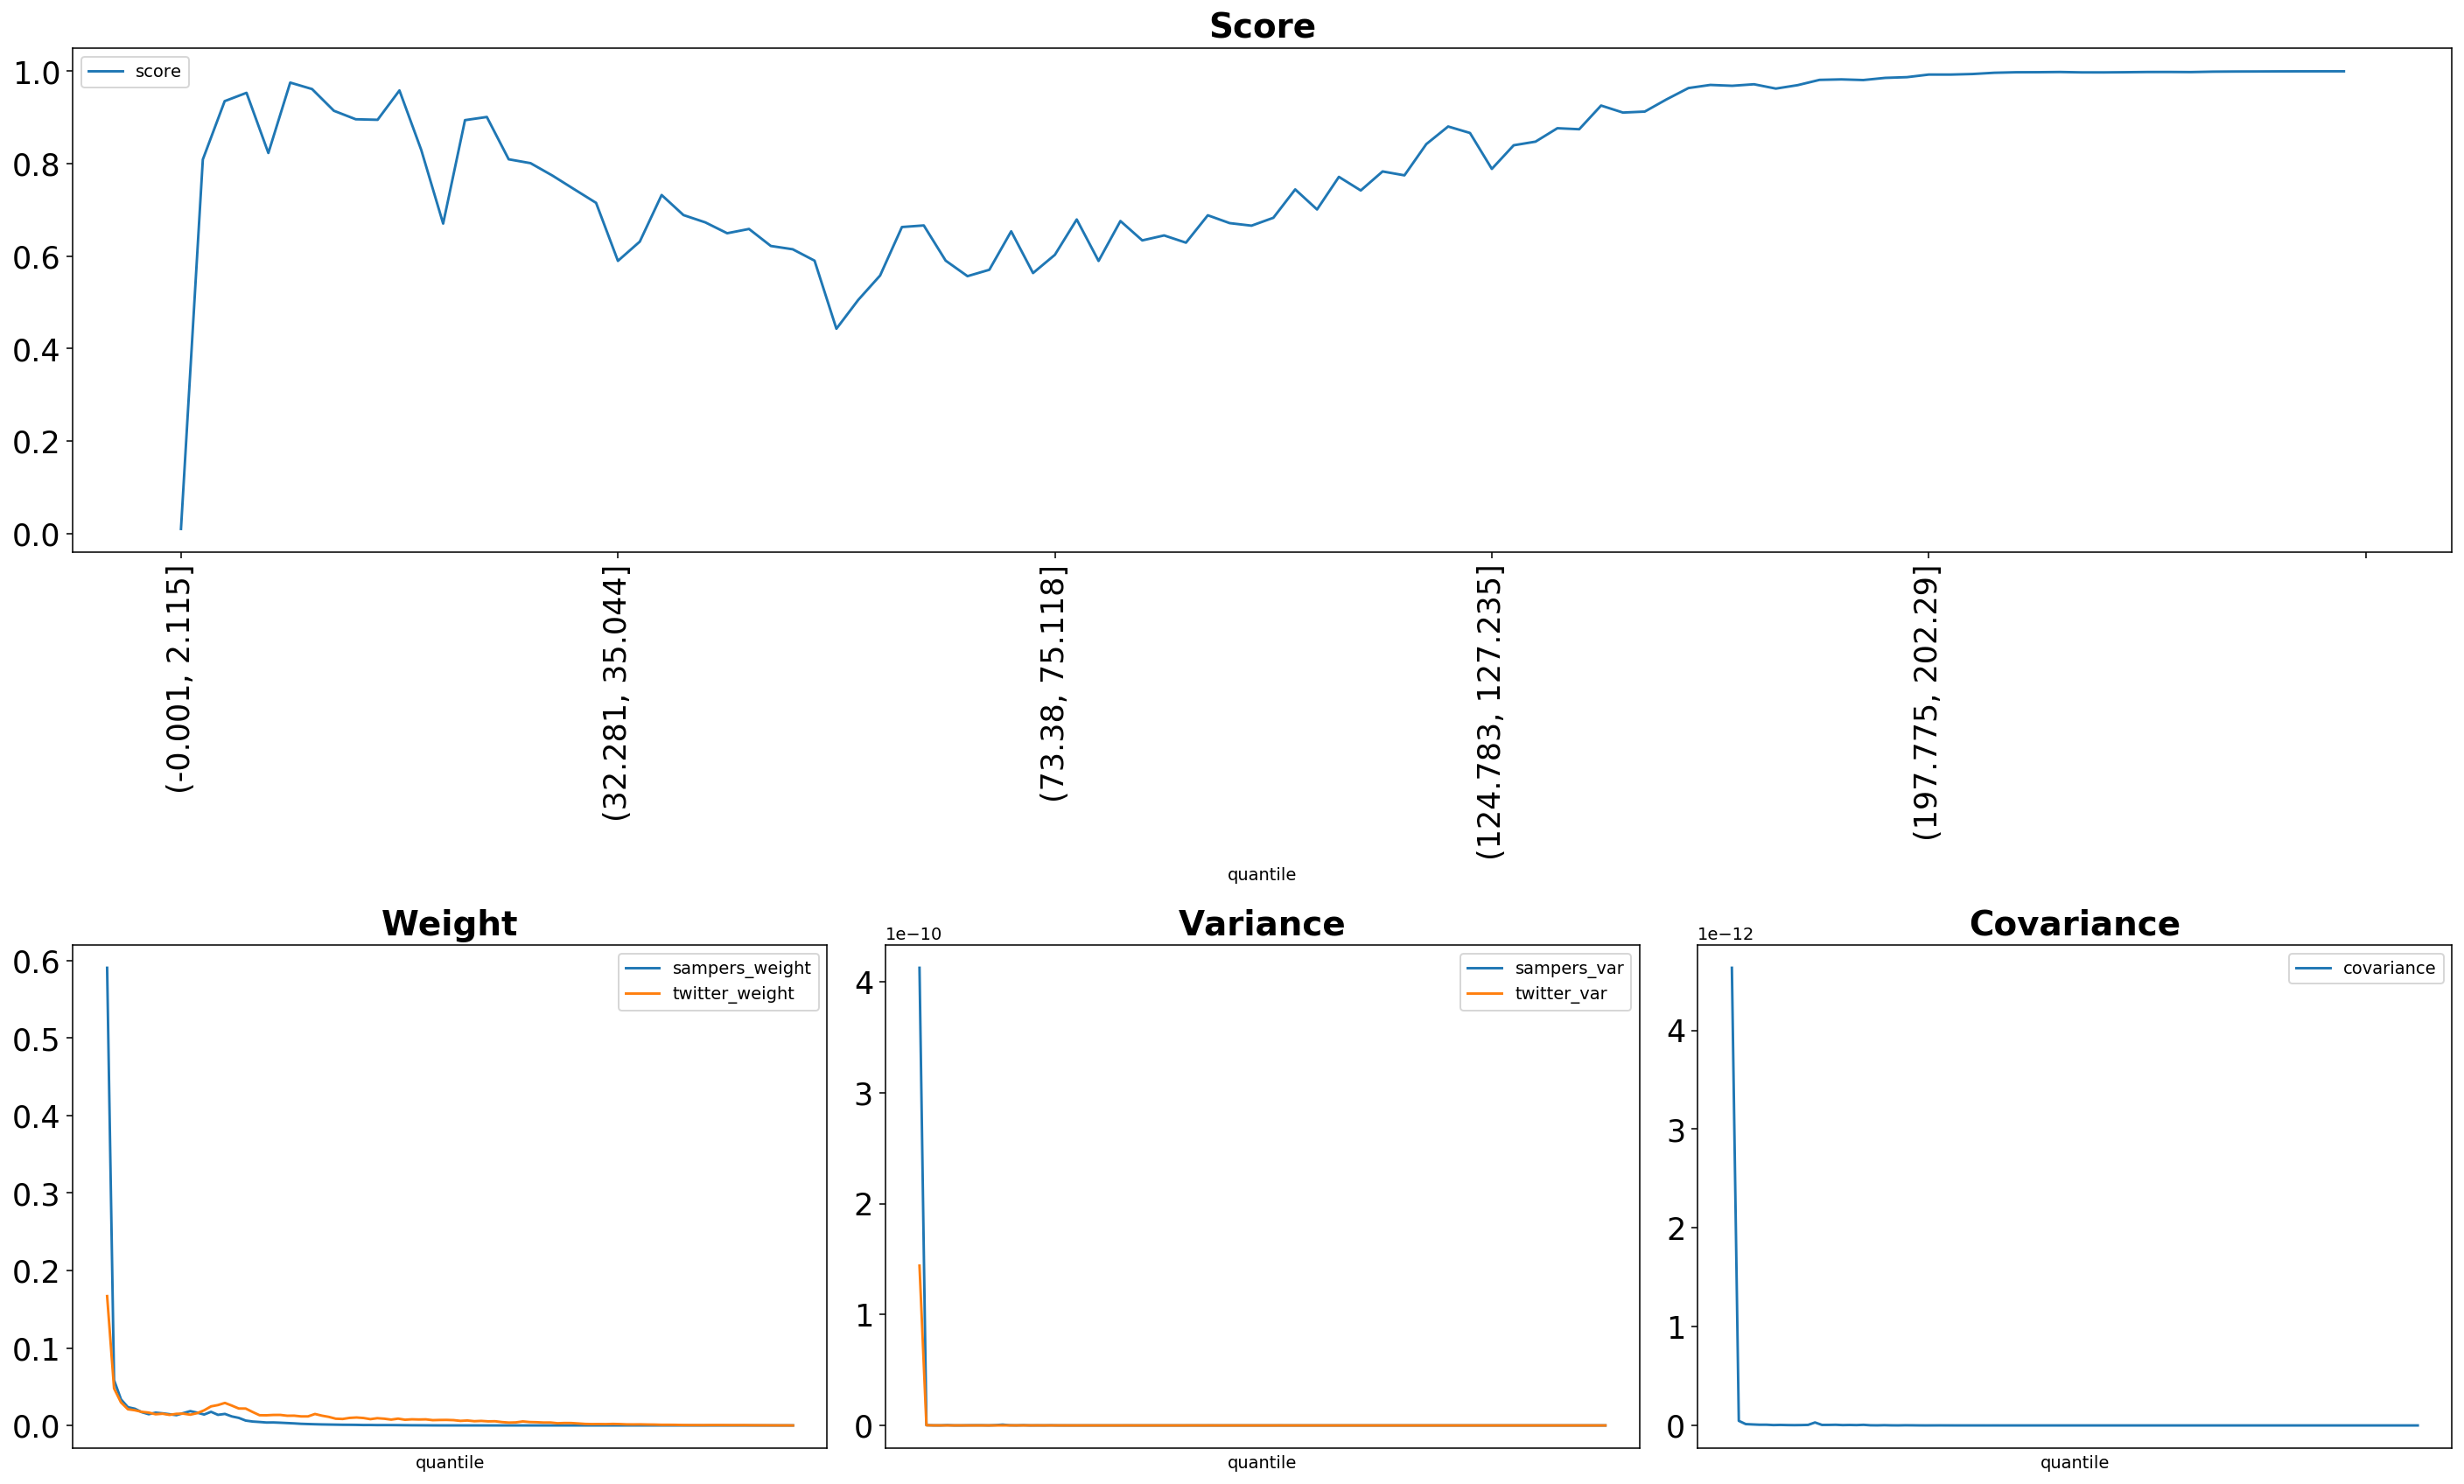 Score
score
1.0
0.8
0.6
0.4
0.2
0.0
(-0.001, 2.115]
(32.281, 35.044]
(73.38, 75.118]
(124.783, 127.235]
(197.775, 202.29]
quantile
Weight
sampers_weight
twitter_weight
0.6
0.5
0.4
0.3
0.2
0.1
0.0
quantile
Variance
1e−10
sampers_var
twitter_var
4
3
2
1
0
quantile
Covariance
1e−12
covariance
4
3
2
1
0
quantile